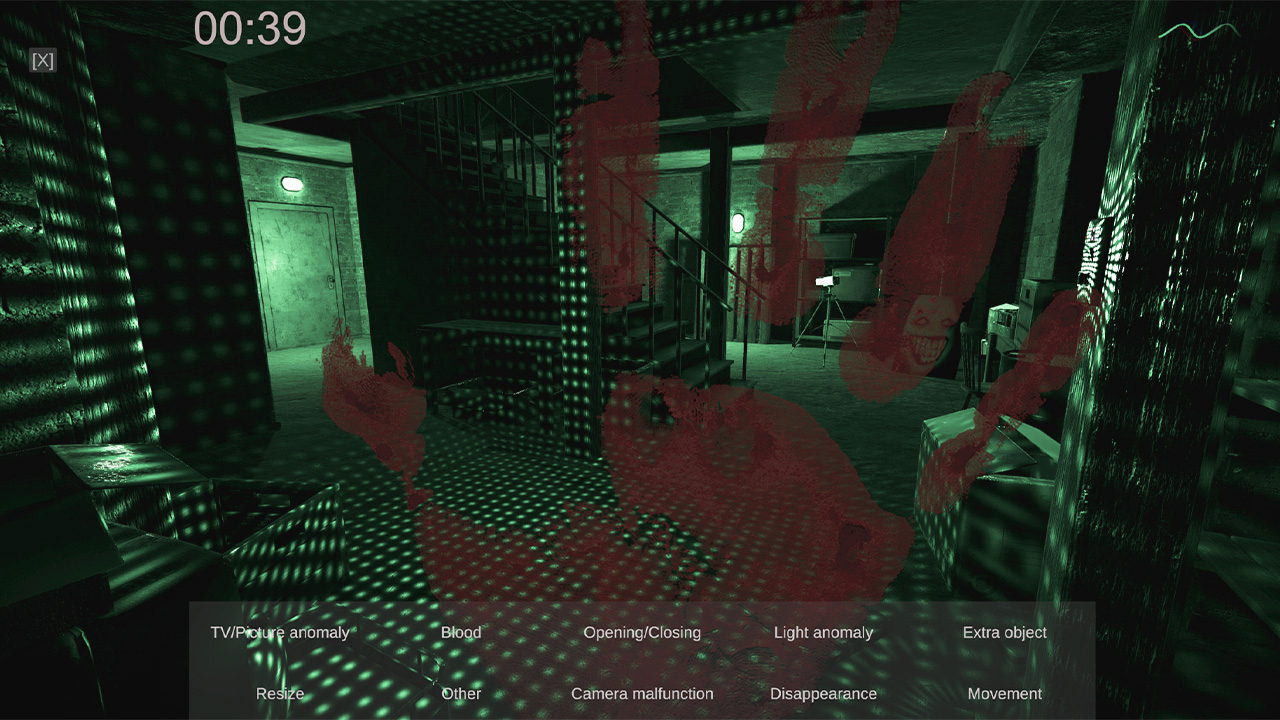 00:39
[X]
TV/Picture anomaly Blood Opening/Closing Light anomaly Extra object
Resize Other Camera malfunction Disappearance Movement